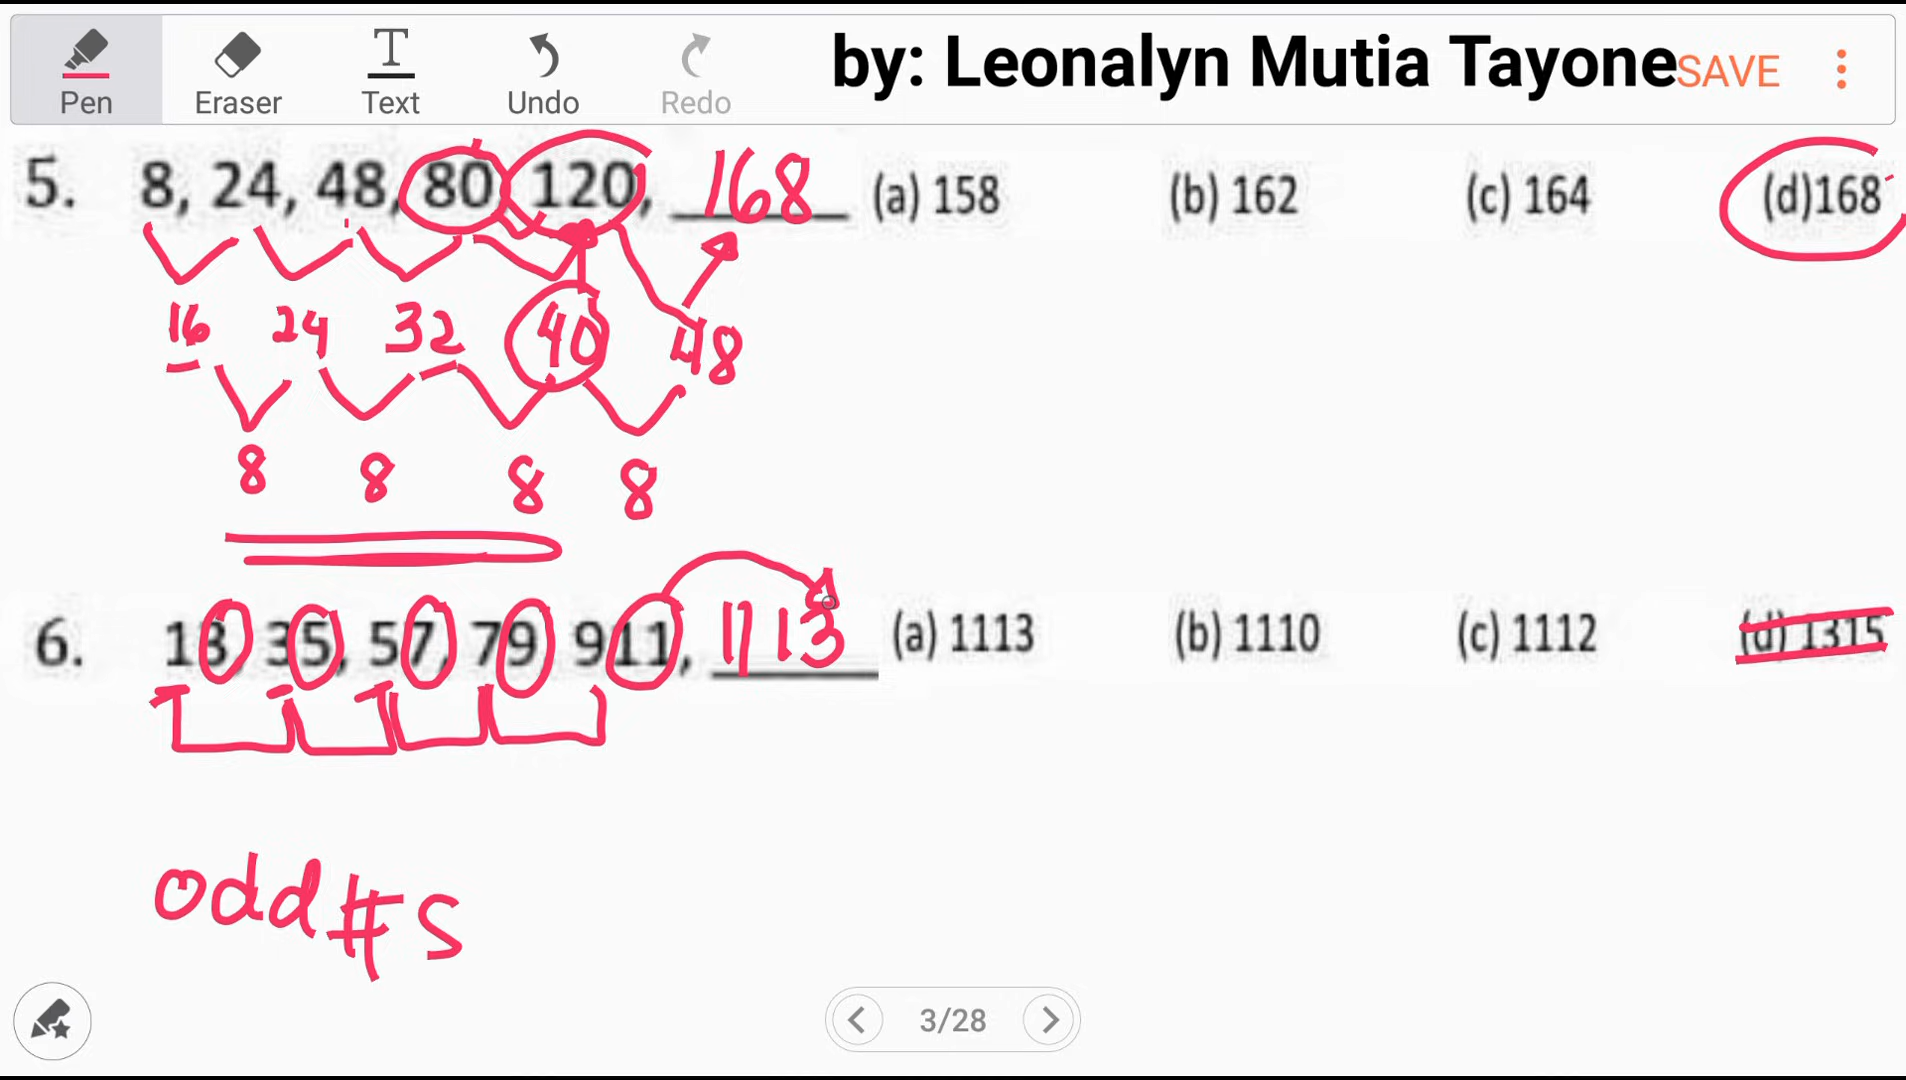 Pen Eraser Text Undo Redo by: Leonalyn Mutia Tayone SAVE
5. 8, 24, 48, 80, 120, 168 (a) 158 (b) 162 (c) 164 (d)168
16 24 32 40 48
8 8 8 8
6. 13, 35, 57, 79, 911, 1113 (a) 1113 (b) 1110 (c) 1112 (d) 1315
odd #s
3/28